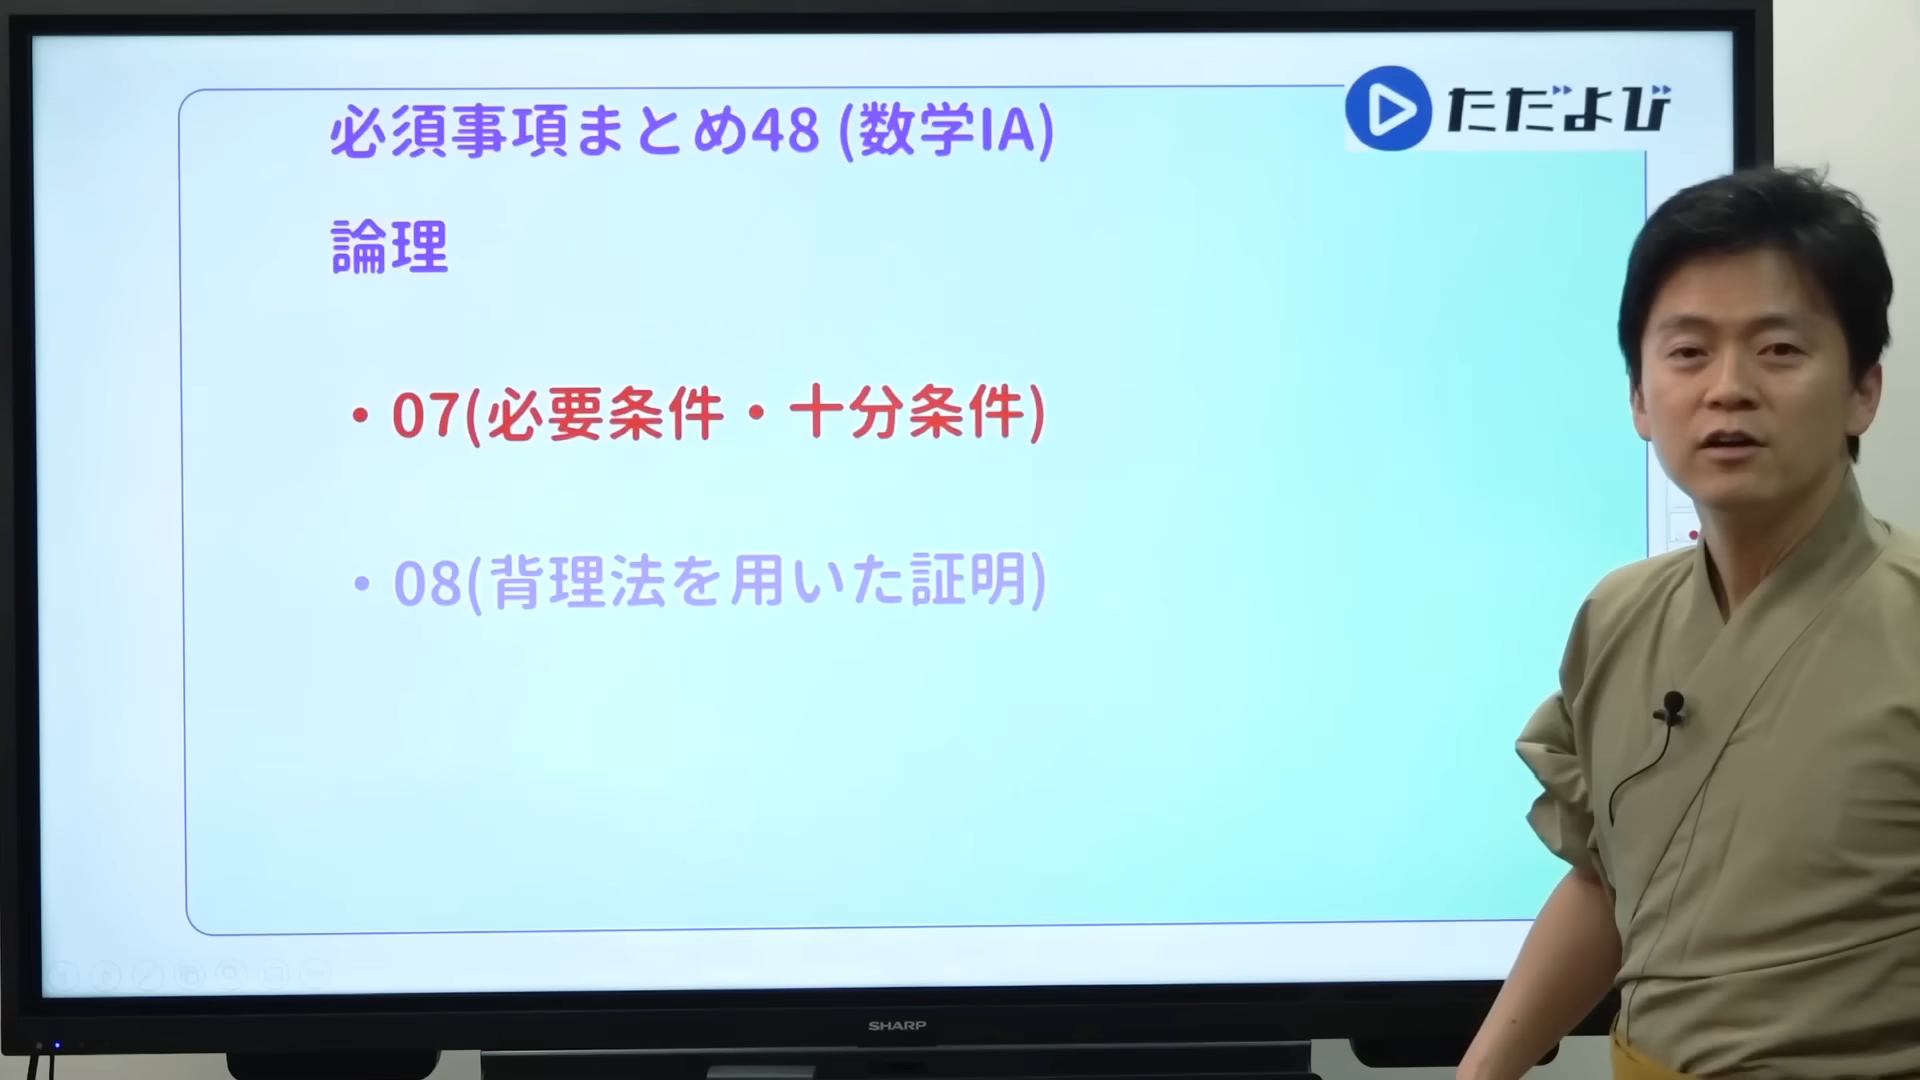 必須事項まとめ48 (数学IA)
ただよび
論理
・07(必要条件・十分条件)
・08(背理法を用いた証明)
SHARP